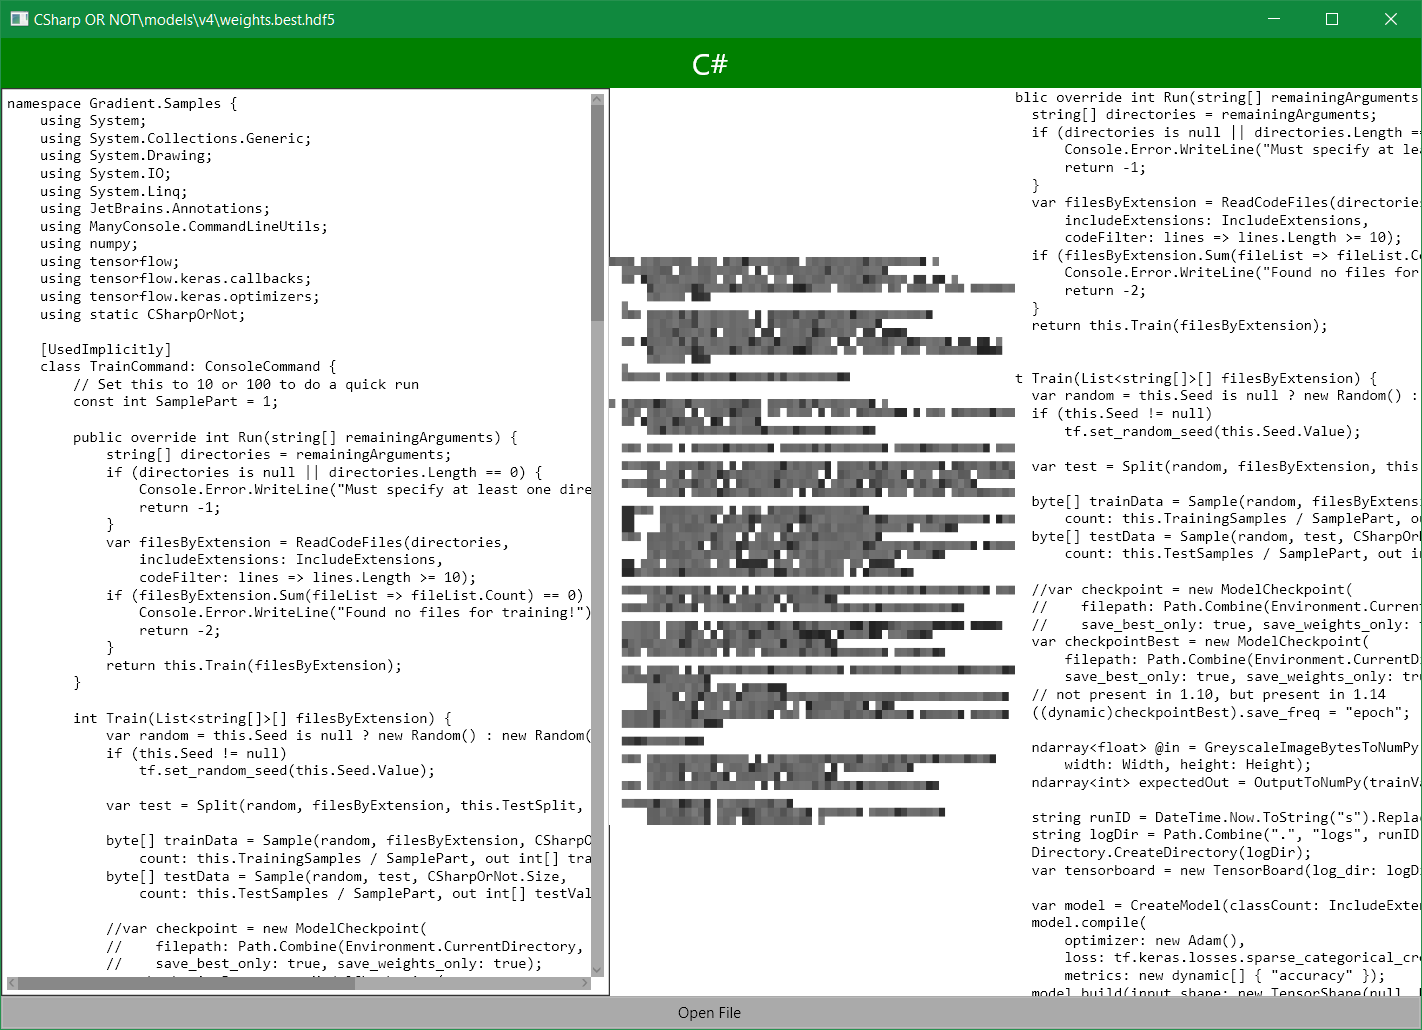 CSharp OR NOT\models\v4\weights.best.hdf5
C#
namespace Gradient.Samples {
using System;
using System.Collections.Generic;
using System.Drawing;
using System.IO;
using System.Linq;
using JetBrains.Annotations;
using ManyConsole.CommandLineUtils;
using numpy;
using tensorflow;
using tensorflow.keras.callbacks;
using tensorflow.keras.optimizers;
using static CSharpOrNot;
[UsedImplicitly]
class TrainCommand: ConsoleCommand {
// Set this to 10 or 100 to do a quick run
const int SamplePart = 1;
public override int Run(string[] remainingArguments) {
string[] directories = remainingArguments;
if (directories is null || directories.Length == 0) {
Console.Error.WriteLine("Must specify at least one dire
return -1;
}
var filesByExtension = ReadCodeFiles(directories,
includeExtensions: IncludeExtensions,
codeFilter: lines => lines.Length >= 10);
if (filesByExtension.Sum(fileList => fileList.Count) == 0)
Console.Error.WriteLine("Found no files for training!")
return -2;
}
return this.Train(filesByExtension);
}
int Train(List<string[]>[] filesByExtension) {
var random = this.Seed is null ? new Random() : new Random(
if (this.Seed != null)
tf.set_random_seed(this.Seed.Value);
var test = Split(random, filesByExtension, this.TestSplit,
byte[] trainData = Sample(random, filesByExtension, CSharpO
count: this.TrainingSamples / SamplePart, out int[] tra
byte[] testData = Sample(random, test, CSharpOrNot.Size,
count: this.TestSamples / SamplePart, out int[] testVal
//var checkpoint = new ModelCheckpoint(
// filepath: Path.Combine(Environment.CurrentDirectory,
// save_best_only: true, save_weights_only: true);
blic override int Run(string[] remainingArguments
string[] directories = remainingArguments;
if (directories is null || directories.Length =
Console.Error.WriteLine("Must specify at lea
return -1;
}
var filesByExtension = ReadCodeFiles(directories
includeExtensions: IncludeExtensions,
codeFilter: lines => lines.Length >= 10);
if (filesByExtension.Sum(fileList => fileList.Co
Console.Error.WriteLine("Found no files for
return -2;
}
return this.Train(filesByExtension);
t Train(List<string[]>[] filesByExtension) {
var random = this.Seed is null ? new Random() :
if (this.Seed != null)
tf.set_random_seed(this.Seed.Value);
var test = Split(random, filesByExtension, this
byte[] trainData = Sample(random, filesByExtensi
count: this.TrainingSamples / SamplePart, ou
byte[] testData = Sample(random, test, CSharpOr
count: this.TestSamples / SamplePart, out in
//var checkpoint = new ModelCheckpoint(
// filepath: Path.Combine(Environment.Current
// save_best_only: true, save_weights_only:
var checkpointBest = new ModelCheckpoint(
filepath: Path.Combine(Environment.CurrentDi
save_best_only: true, save_weights_only: tru
// not present in 1.10, but present in 1.14
((dynamic)checkpointBest).save_freq = "epoch";
ndarray<float> @in = GreyscaleImageBytesToNumPy
width: Width, height: Height);
ndarray<int> expectedOut = OutputToNumPy(trainVa
string runID = DateTime.Now.ToString("s").Repla
string logDir = Path.Combine(".", "logs", runID
Directory.CreateDirectory(logDir);
var tensorboard = new TensorBoard(log_dir: logD
var model = CreateModel(classCount: IncludeExten
model.compile(
optimizer: new Adam(),
loss: tf.keras.losses.sparse_categorical_cro
metrics: new dynamic[] { "accuracy" });
model.build(input_shape: new TensorShape(null,
Open File